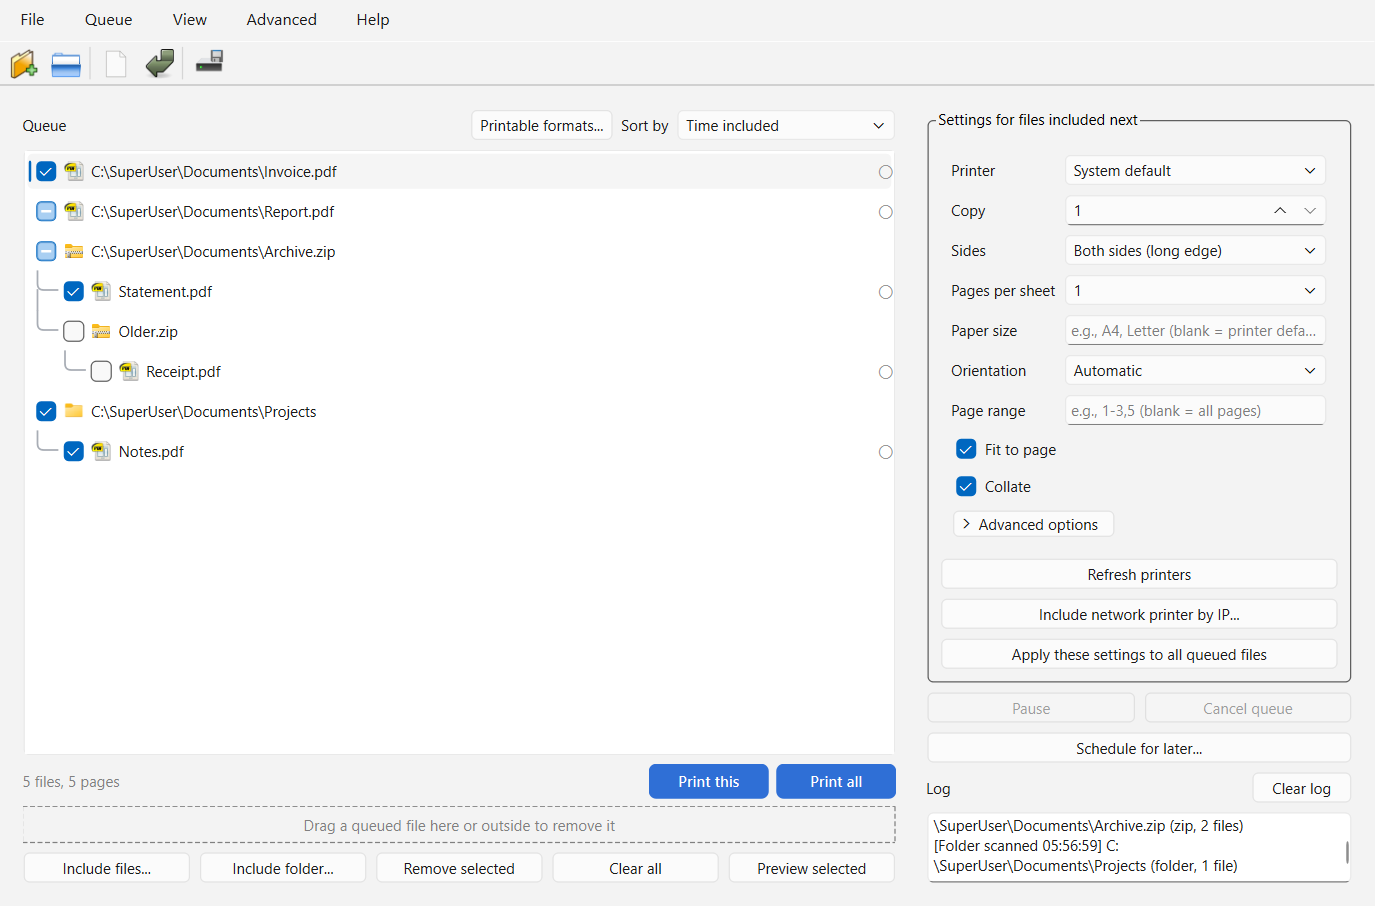 File Queue View Advanced Help
Queue Printable formats... Sort by Time included
C:\SuperUser\Documents\Invoice.pdf
C:\SuperUser\Documents\Report.pdf
C:\SuperUser\Documents\Archive.zip
Statement.pdf
Older.zip
Receipt.pdf
C:\SuperUser\Documents\Projects
Notes.pdf
5 files, 5 pages Print this Print all
Drag a queued file here or outside to remove it
Include files... Include folder... Remove selected Clear all Preview selected
Settings for files included next
Printer System default
Copy 1
Sides Both sides (long edge)
Pages per sheet 1
Paper size e.g., A4, Letter (blank = printer defa...
Orientation Automatic
Page range e.g., 1-3,5 (blank = all pages)
Fit to page
Collate
Advanced options
Refresh printers
Include network printer by IP...
Apply these settings to all queued files
Pause Cancel queue
Schedule for later...
Log Clear log
\SuperUser\Documents\Archive.zip (zip, 2 files)
[Folder scanned 05:56:59] C:
\SuperUser\Documents\Projects (folder, 1 file)